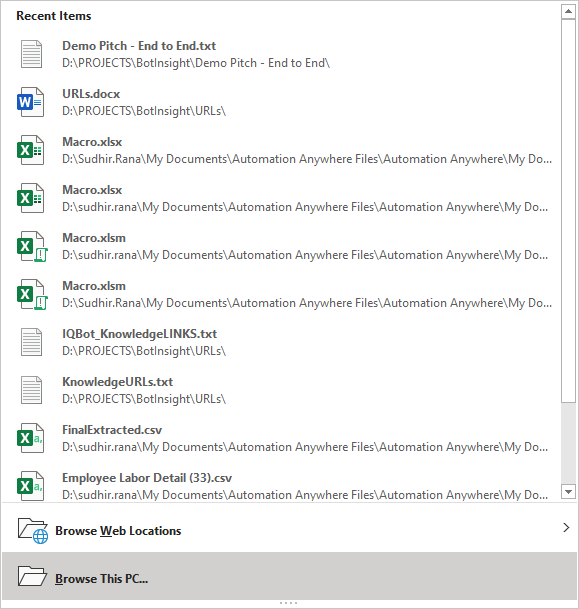 Recent Items
Demo Pitch - End to End.txt
D:\PROJECTS\BotInsight\Demo Pitch - End to End\
URLs.docx
D:\PROJECTS\BotInsight\URLs\
Macro.xlsx
D:\Sudhir.Rana\My Documents\Automation Anywhere Files\Automation Anywhere\My Do...
Macro.xlsx
D:\sudhir.rana\My Documents\Automation Anywhere Files\Automation Anywhere\My Do...
Macro.xlsm
D:\sudhir.rana\My Documents\Automation Anywhere Files\Automation Anywhere\My Do...
Macro.xlsm
D:\Sudhir.Rana\My Documents\Automation Anywhere Files\Automation Anywhere\My Do...
IQBot_KnowledgeLINKS.txt
D:\PROJECTS\BotInsight\URLs\
KnowledgeURLs.txt
D:\PROJECTS\BotInsight\URLs\
FinalExtracted.csv
D:\sudhir.rana\My Documents\Automation Anywhere Files\Automation Anywhere\My Do...
Employee Labor Detail (33).csv
D:\sudhir.rana\My Documents\Automation Anywhere Files\Automation Anywhere\My Do...
Browse Web Locations
Browse This PC...